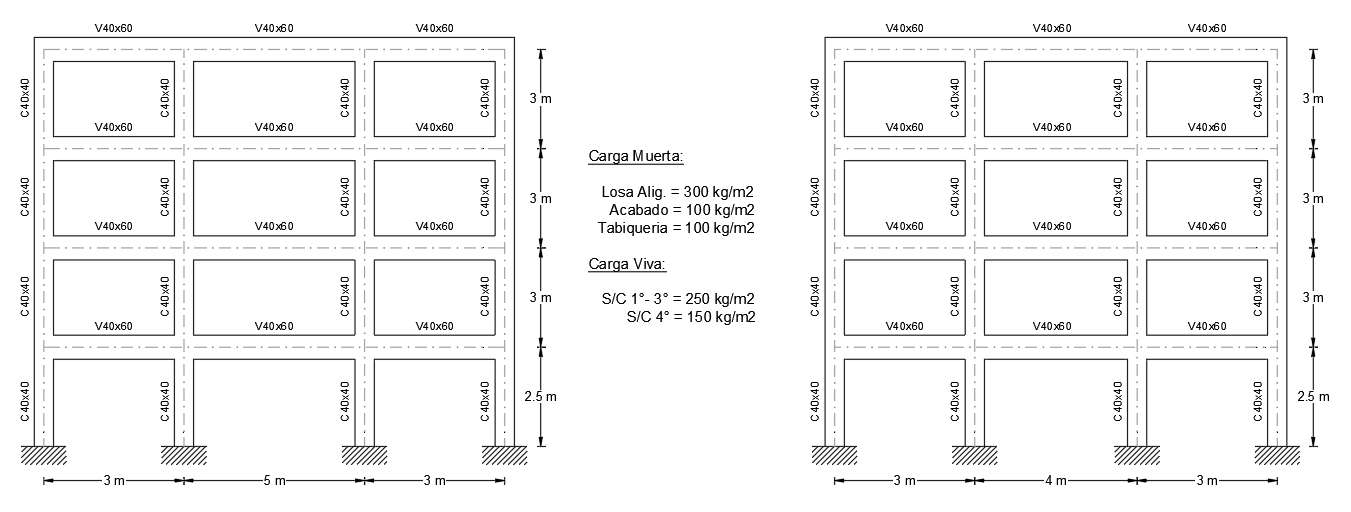 V40x60 V40x60 V40x60
C40x40 C40x40 C40x40 C40x40 3 m
V40x60 V40x60 V40x60
C40x40 C40x40 C40x40 C40x40 3 m
V40x60 V40x60 V40x60
C40x40 C40x40 C40x40 C40x40 3 m
V40x60 V40x60 V40x60
C40x40 C40x40 C40x40 C40x40 2.5 m
3 m 5 m 3 m
Carga Muerta:
Losa Alig. = 300 kg/m2
Acabado = 100 kg/m2
Tabiqueria = 100 kg/m2
Carga Viva:
S/C 1°- 3° = 250 kg/m2
S/C 4° = 150 kg/m2
V40x60 V40x60 V40x60
C40x40 C40x40 C40x40 C40x40 3 m
V40x60 V40x60 V40x60
C40x40 C40x40 C40x40 C40x40 3 m
V40x60 V40x60 V40x60
C40x40 C40x40 C40x40 C40x40 3 m
V40x60 V40x60 V40x60
C40x40 C40x40 C40x40 C40x40 2.5 m
3 m 4 m 3 m